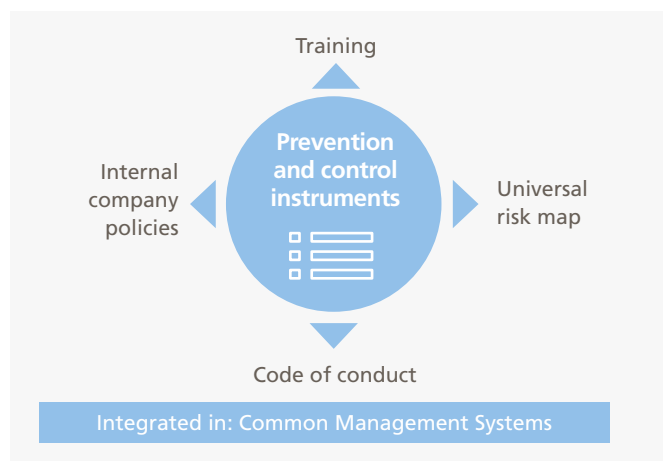 Training
Prevention
and control
instruments
Internal
company
policies
Universal
risk map
Code of conduct
Integrated in: Common Management Systems